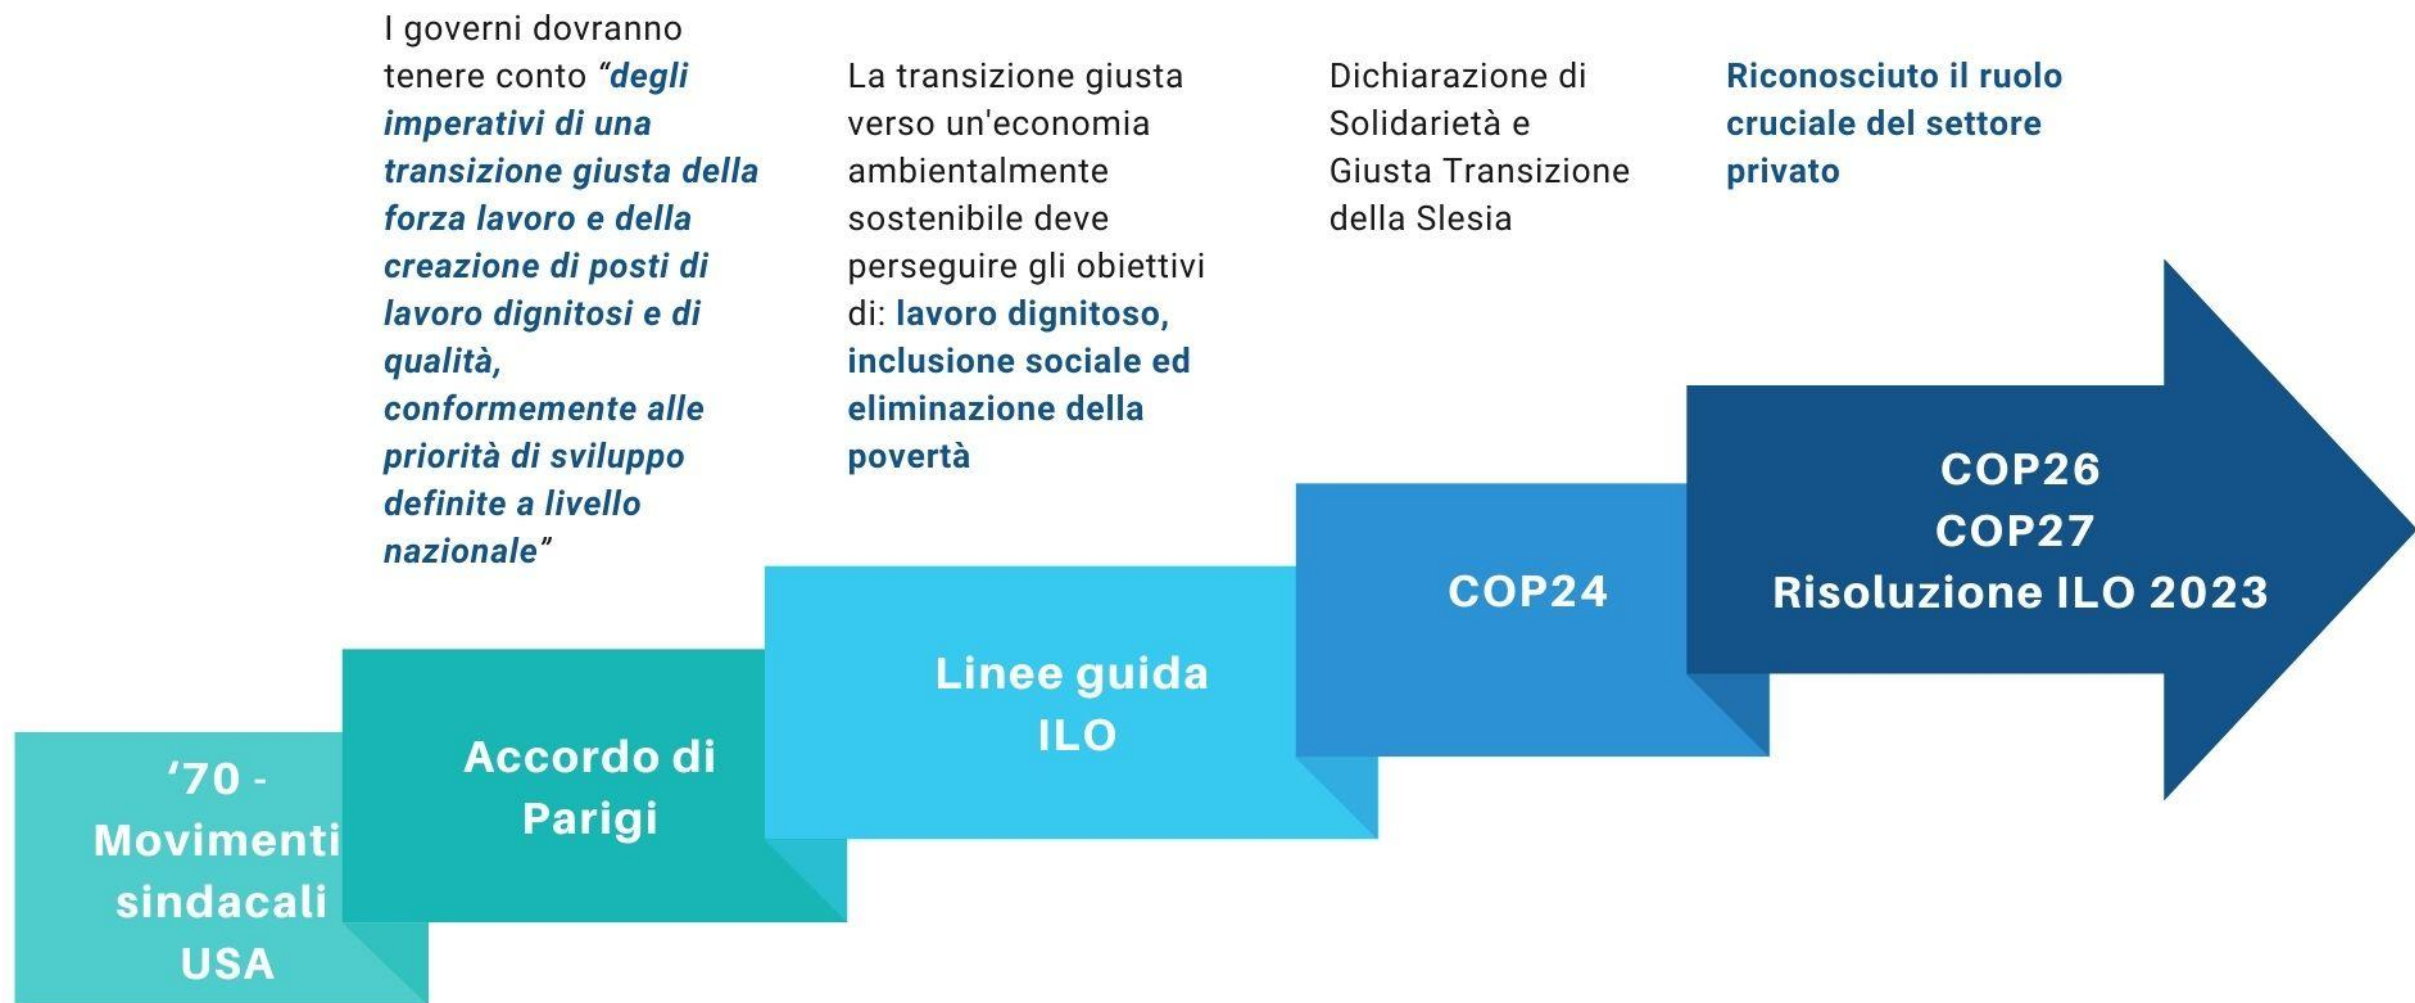 I governi dovranno
tenere conto “degli
imperativi di una
transizione giusta della
forza lavoro e della
creazione di posti di
lavoro dignitosi e di
qualità,
conformemente alle
priorità di sviluppo
definite a livello
nazionale”
La transizione giusta
verso un'economia
ambientalmente
sostenibile deve
perseguire gli obiettivi
di: lavoro dignitoso,
inclusione sociale ed
eliminazione della
povertà
Dichiarazione di
Solidarietà e
Giusta Transizione
della Slesia
Riconosciuto il ruolo
cruciale del settore
privato
‘70 -
Movimenti
sindacali
USA
Accordo di
Parigi
Linee guida
ILO
COP24
COP26
COP27
Risoluzione ILO 2023